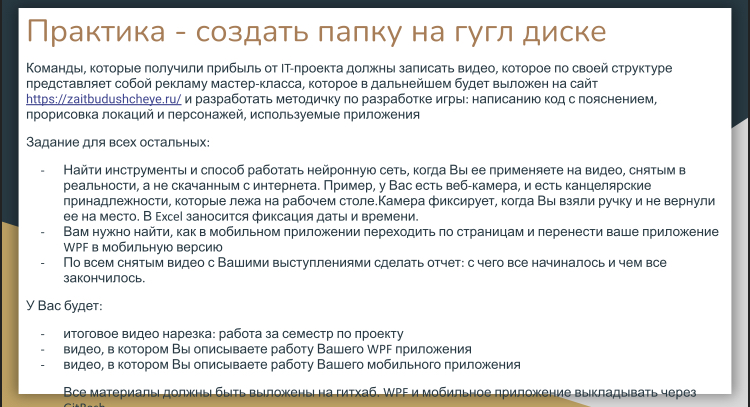 Практика - создать папку на гугл диске
Команды, которые получили прибыль от IT-проекта должны записать видео, которое по своей структуре
представляет собой рекламу мастер-класса, которое в дальнейшем будет выложен на сайт
https://zaitbudushcheye.ru/ и разработать методичку по разработке игры: написанию код с пояснением,
прорисовка локаций и персонажей, используемые приложения
Задание для всех остальных:
- Найти инструменты и способ работать нейронную сеть, когда Вы ее применяете на видео, снятым в
реальности, а не скачанным с интернета. Пример, у Вас есть веб-камера, и есть канцелярские
принадлежности, которые лежа на рабочем столе.Камера фиксирует, когда Вы взяли ручку и не вернули
ее на место. В Excel заносится фиксация даты и времени.
- Вам нужно найти, как в мобильном приложении переходить по страницам и перенести ваше приложение
WPF в мобильную версию
- По всем снятым видео с Вашими выступлениями сделать отчет: с чего все начиналось и чем все
закончилось.
У Вас будет:
- итоговое видео нарезка: работа за семестр по проекту
- видео, в котором Вы описываете работу Вашего WPF приложения
- видео, в котором Вы описываете работу Вашего мобильного приложения
Все материалы должны быть выложены на гитхаб. WPF и мобильное приложение выкладывать через